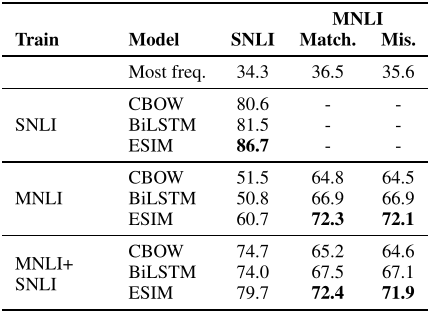 MNLI
Train Model SNLI Match. Mis.
Most freq. 34.3 36.5 35.6
CBOW 80.6 - -
SNLI BiLSTM 81.5 - -
ESIM 86.7 - -
CBOW 51.5 64.8 64.5
MNLI BiLSTM 50.8 66.9 66.9
ESIM 60.7 72.3 72.1
CBOW 74.7 65.2 64.6
MNLI+
SNLI BiLSTM 74.0 67.5 67.1
ESIM 79.7 72.4 71.9